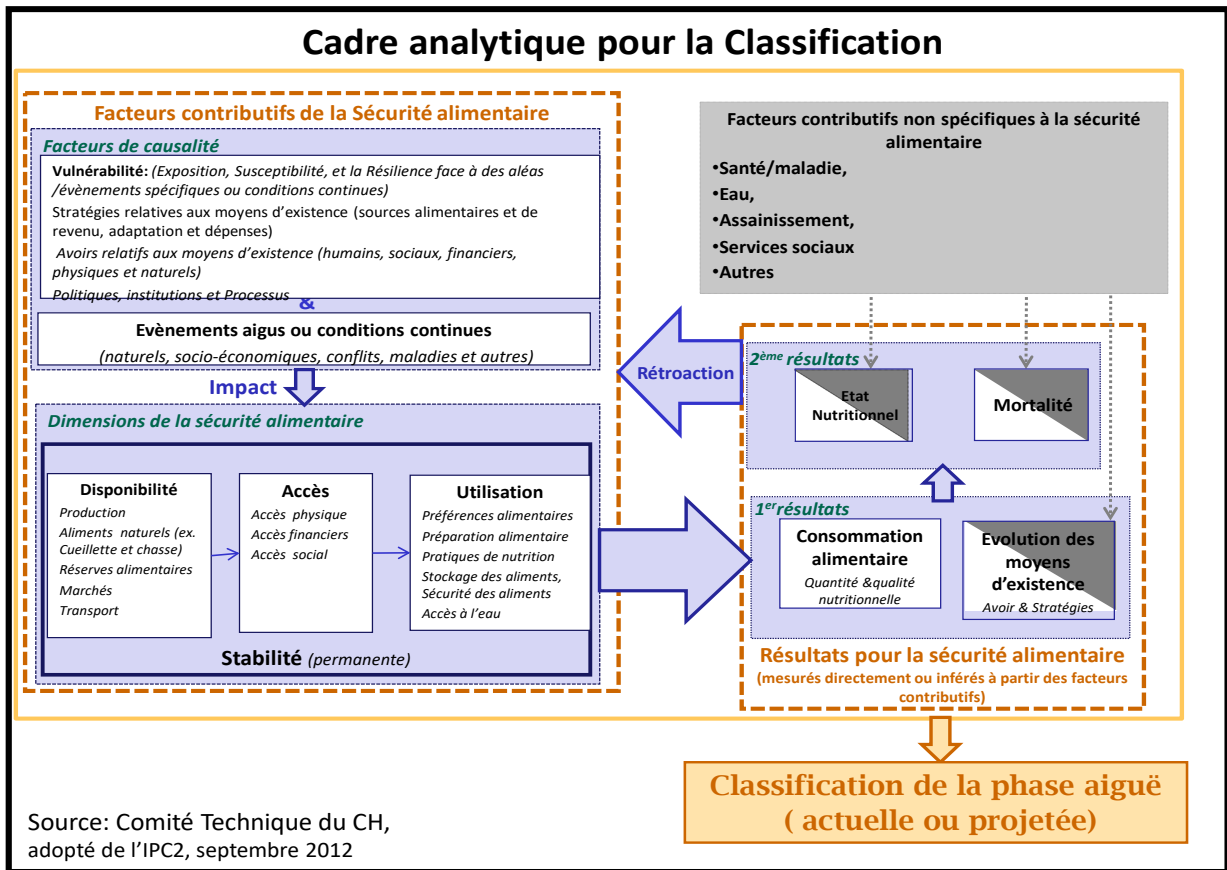 Cadre analytique pour la Classification
Facteurs contributifs de la Sécurité alimentaire
Facteurs de causalité
Vulnérabilité: (Exposition, Susceptibilité, et la Résilience face à des aléas
/évènements spécifiques ou conditions continues)
Stratégies relatives aux moyens d'existence (sources alimentaires et de
revenu, adaptation et dépenses)
Avoirs relatifs aux moyens d'existence (humains, sociaux, financiers,
physiques et naturels)
Politiques, institutions et Processus
&
Evènements aigus ou conditions continues
(naturels, socio-économiques, conflits, maladies et autres)
Impact
Dimensions de la sécurité alimentaire
Disponibilité
Production
Aliments naturels (ex.
Cueillette et chasse)
Réserves alimentaires
Marchés
Transport
Accès
Accès physique
Accès financiers
Accès social
Utilisation
Préférences alimentaires
Préparation alimentaire
Pratiques de nutrition
Stockage des aliments,
Sécurité des aliments
Accès à l'eau
Stabilité (permanente)
Facteurs contributifs non spécifiques à la sécurité
alimentaire
•Santé/maladie,
•Eau,
•Assainissement,
•Services sociaux
•Autres
Rétroaction
2ème résultats
Etat
Nutritionnel
Mortalité
1er résultats
Consommation
alimentaire
Quantité &qualité
nutritionnelle
Evolution des
moyens
d'existence
Avoir & Stratégies
Résultats pour la sécurité alimentaire
(mesurés directement ou inférés à partir des facteurs
contributifs)
Classification de la phase aiguë
( actuelle ou projetée)
Source: Comité Technique du CH,
adopté de l'IPC2, septembre 2012